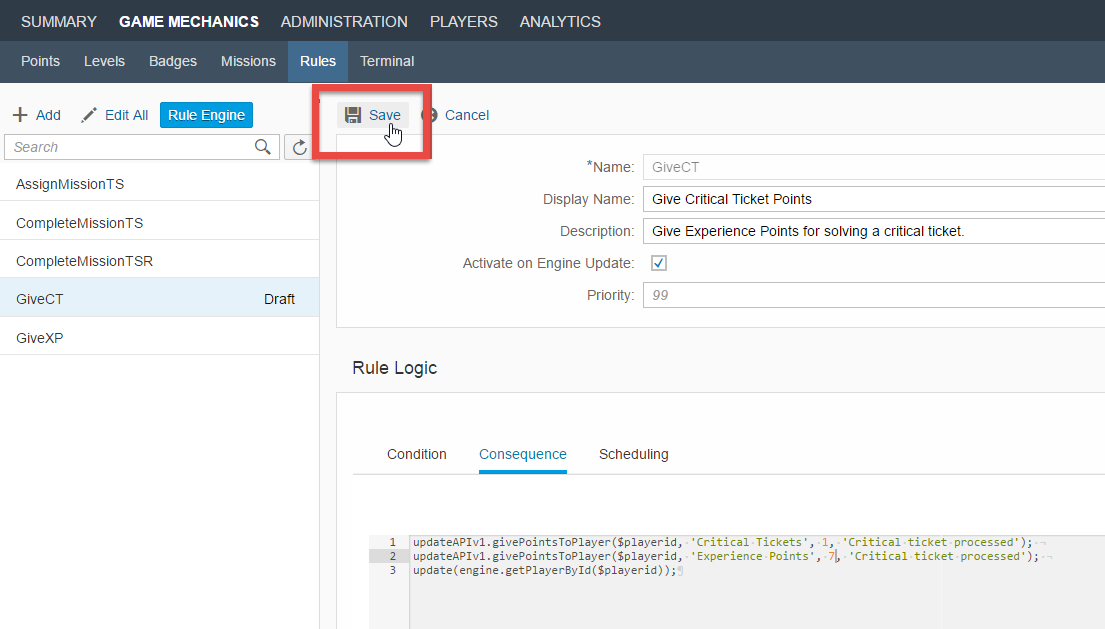 SUMMARY GAME MECHANICS ADMINISTRATION PLAYERS ANALYTICS
Points Levels Badges Missions Rules Terminal
Add Edit All Rule Engine Save Cancel
Search
AssignMissionTS
CompleteMissionTS
CompleteMissionTSR
GiveCT Draft
GiveXP
*Name: GiveCT
Display Name: Give Critical Ticket Points
Description: Give Experience Points for solving a critical ticket.
Activate on Engine Update:
Priority: 99
Rule Logic
Condition Consequence Scheduling
1 updateAPIv1.givePointsToPlayer($playerid, 'Critical Tickets', 1, 'Critical ticket processed');
2 updateAPIv1.givePointsToPlayer($playerid, 'Experience Points', 7, 'Critical ticket processed');
3 update(engine.getPlayerById($playerid));